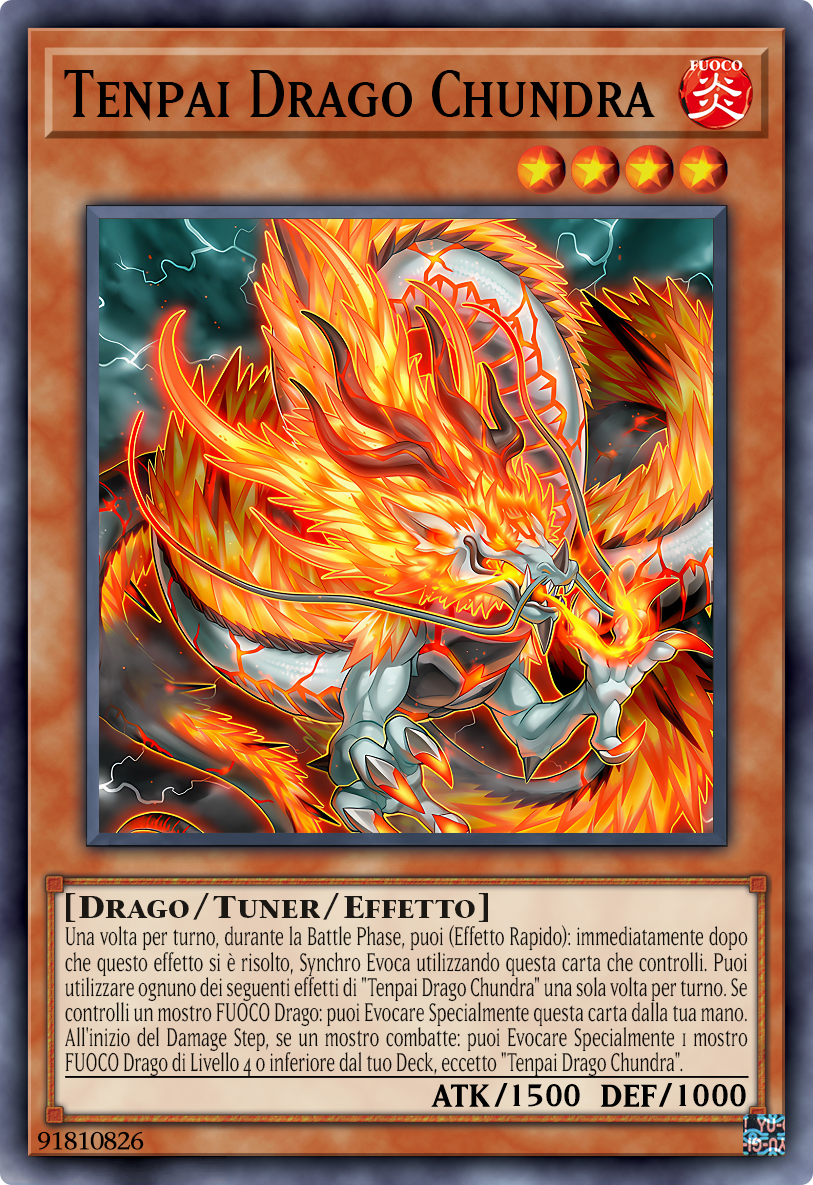 Tenpai Drago Chundra
FUOCO
炎
[Drago/Tuner/Effetto]
Una volta per turno, durante la Battle Phase, puoi (Effetto Rapido): immediatamente dopo
che questo effetto si è risolto, Synchro Evoca utilizzando questa carta che controlli. Puoi
utilizzare ognuno dei seguenti effetti di "Tenpai Drago Chundra" una sola volta per turno. Se
controlli un mostro FUOCO Drago: puoi Evocare Specialmente questa carta dalla tua mano.
All'inizio del Damage Step, se un mostro combatte: puoi Evocare Specialmente 1 mostro
FUOCO Drago di Livello 4 o inferiore dal tuo Deck, eccetto "Tenpai Drago Chundra".
ATK/1500 DEF/1000
91810826